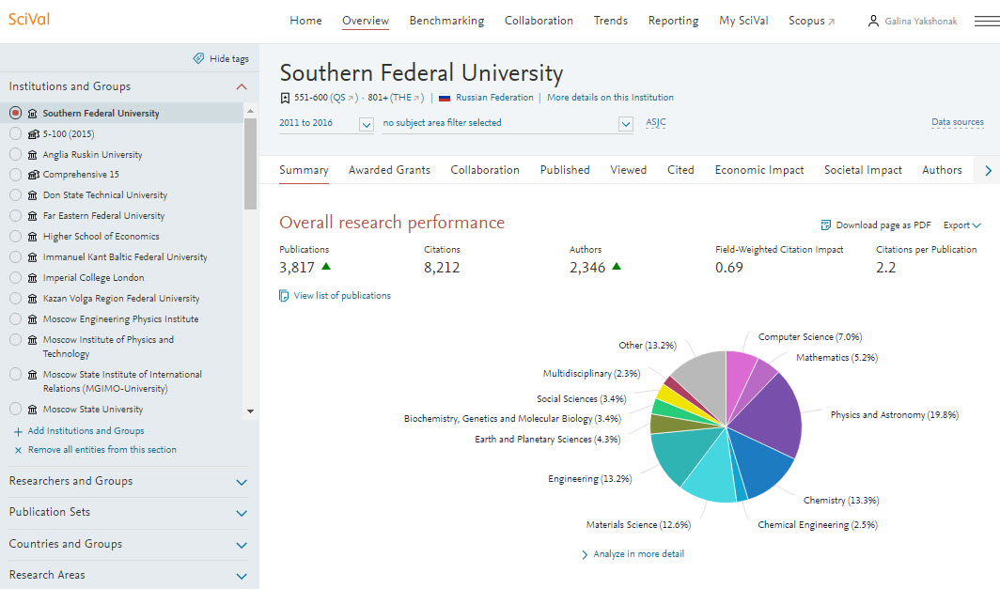 SciVal
Home Overview Benchmarking Collaboration Trends Reporting My SciVal Scopus Galina Yakshonak
Hide tags
Institutions and Groups
Southern Federal University
5-100 (2015)
Anglia Ruskin University
Comprehensive 15
Don State Technical University
Far Eastern Federal University
Higher School of Economics
Immanuel Kant Baltic Federal University
Imperial College London
Kazan Volga Region Federal University
Moscow Engineering Physics Institute
Moscow Institute of Physics and
Technology
Moscow State Institute of International
Relations (MGIMO-University)
Moscow State University
Add Institutions and Groups
Remove all entities from this section
Researchers and Groups
Publication Sets
Countries and Groups
Research Areas
Southern Federal University
551-600 (QS) · 801+ (THE) | Russian Federation | More details on this Institution
2011 to 2016 no subject area filter selected ASJC Data sources
Summary Awarded Grants Collaboration Published Viewed Cited Economic Impact Societal Impact Authors
Overall research performance
Download page as PDF Export
Publications Citations Authors Field-Weighted Citation Impact Citations per Publication
3,817 8,212 2,346 0.69 2.2
View list of publications
Computer Science (7.0%)
Other (13.2%)
Mathematics (5.2%)
Multidisciplinary (2.3%)
Social Sciences (3.4%)
Physics and Astronomy (19.8%)
Biochemistry, Genetics and Molecular Biology (3.4%)
Earth and Planetary Sciences (4.3%)
Engineering (13.2%)
Chemistry (13.3%)
Materials Science (12.6%)
Chemical Engineering (2.5%)
Analyze in more detail